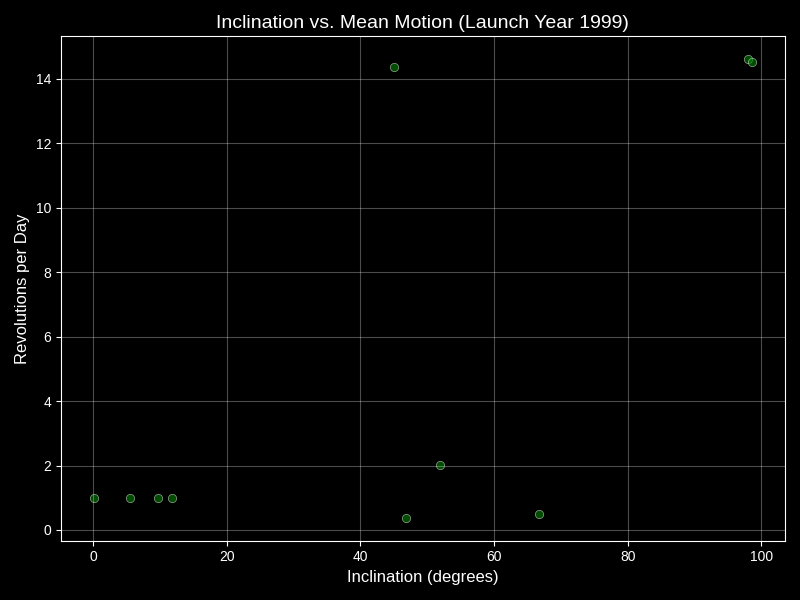 Inclination vs. Mean Motion (Launch Year 1999)
Revolutions per Day
14
12
10
8
6
4
2
0
0 20 40 60 80 100
Inclination (degrees)